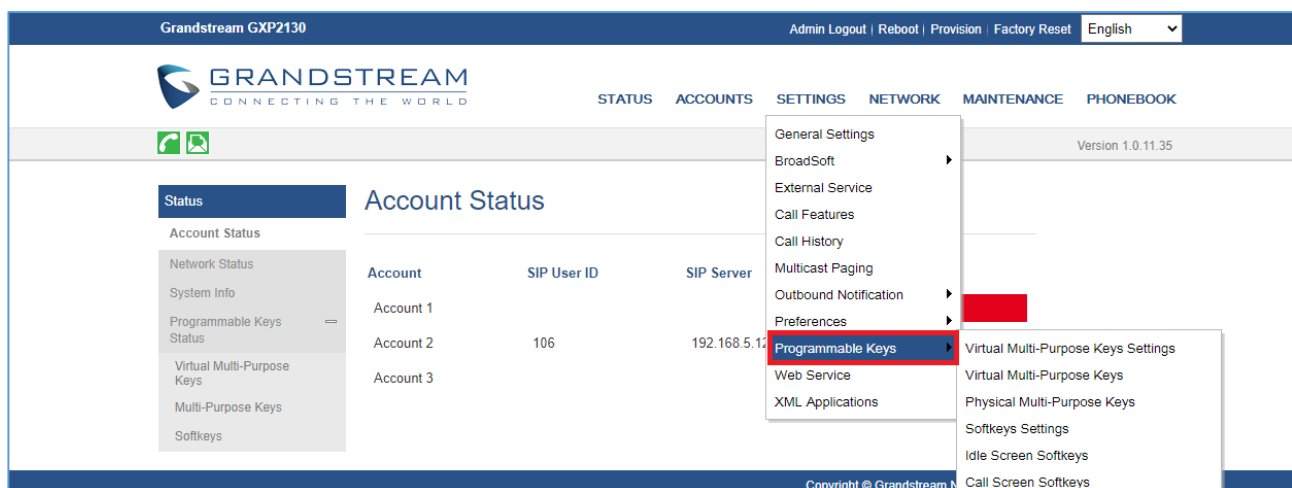 Grandstream GXP2130
Admin Logout | Reboot | Provision | Factory Reset English
GRANDSTREAM
CONNECTING THE WORLD
STATUS ACCOUNTS SETTINGS NETWORK MAINTENANCE PHONEBOOK
Version 1.0.11.35
General Settings
BroadSoft
External Service
Call Features
Call History
Multicast Paging
Outbound Notification
Preferences
Programmable Keys
Web Service
XML Applications
Virtual Multi-Purpose Keys Settings
Virtual Multi-Purpose Keys
Physical Multi-Purpose Keys
Softkeys Settings
Idle Screen Softkeys
Call Screen Softkeys
Status
Account Status
Network Status
System Info
Programmable Keys
Status
Virtual Multi-Purpose
Keys
Multi-Purpose Keys
Softkeys
Account Status
Account SIP User ID SIP Server
Account 1
Account 2 106 192.168.5.12
Account 3
Copyright © Grandstream N